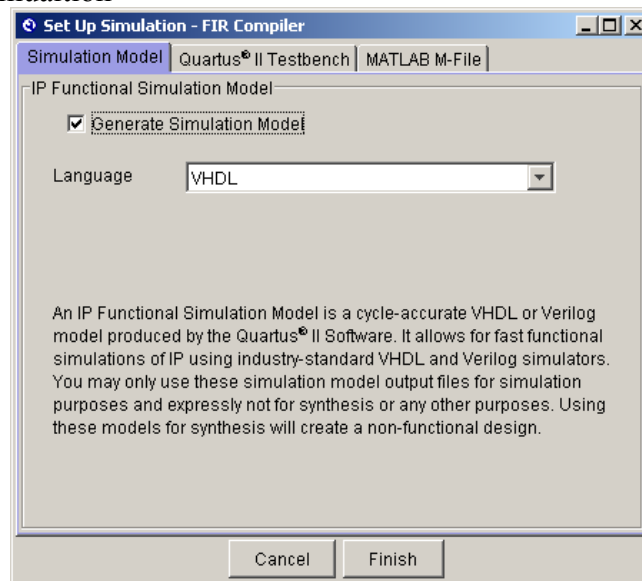 Set Up Simulation - FIR Compiler
Simulation Model Quartus® II Testbench MATLAB M-File
IP Functional Simulation Model
Generate Simulation Model
Language VHDL
An IP Functional Simulation Model is a cycle-accurate VHDL or Verilog
model produced by the Quartus® II Software. It allows for fast functional
simulations of IP using industry-standard VHDL and Verilog simulators.
You may only use these simulation model output files for simulation
purposes and expressly not for synthesis or any other purposes. Using
these models for synthesis will create a non-functional design.
Cancel Finish